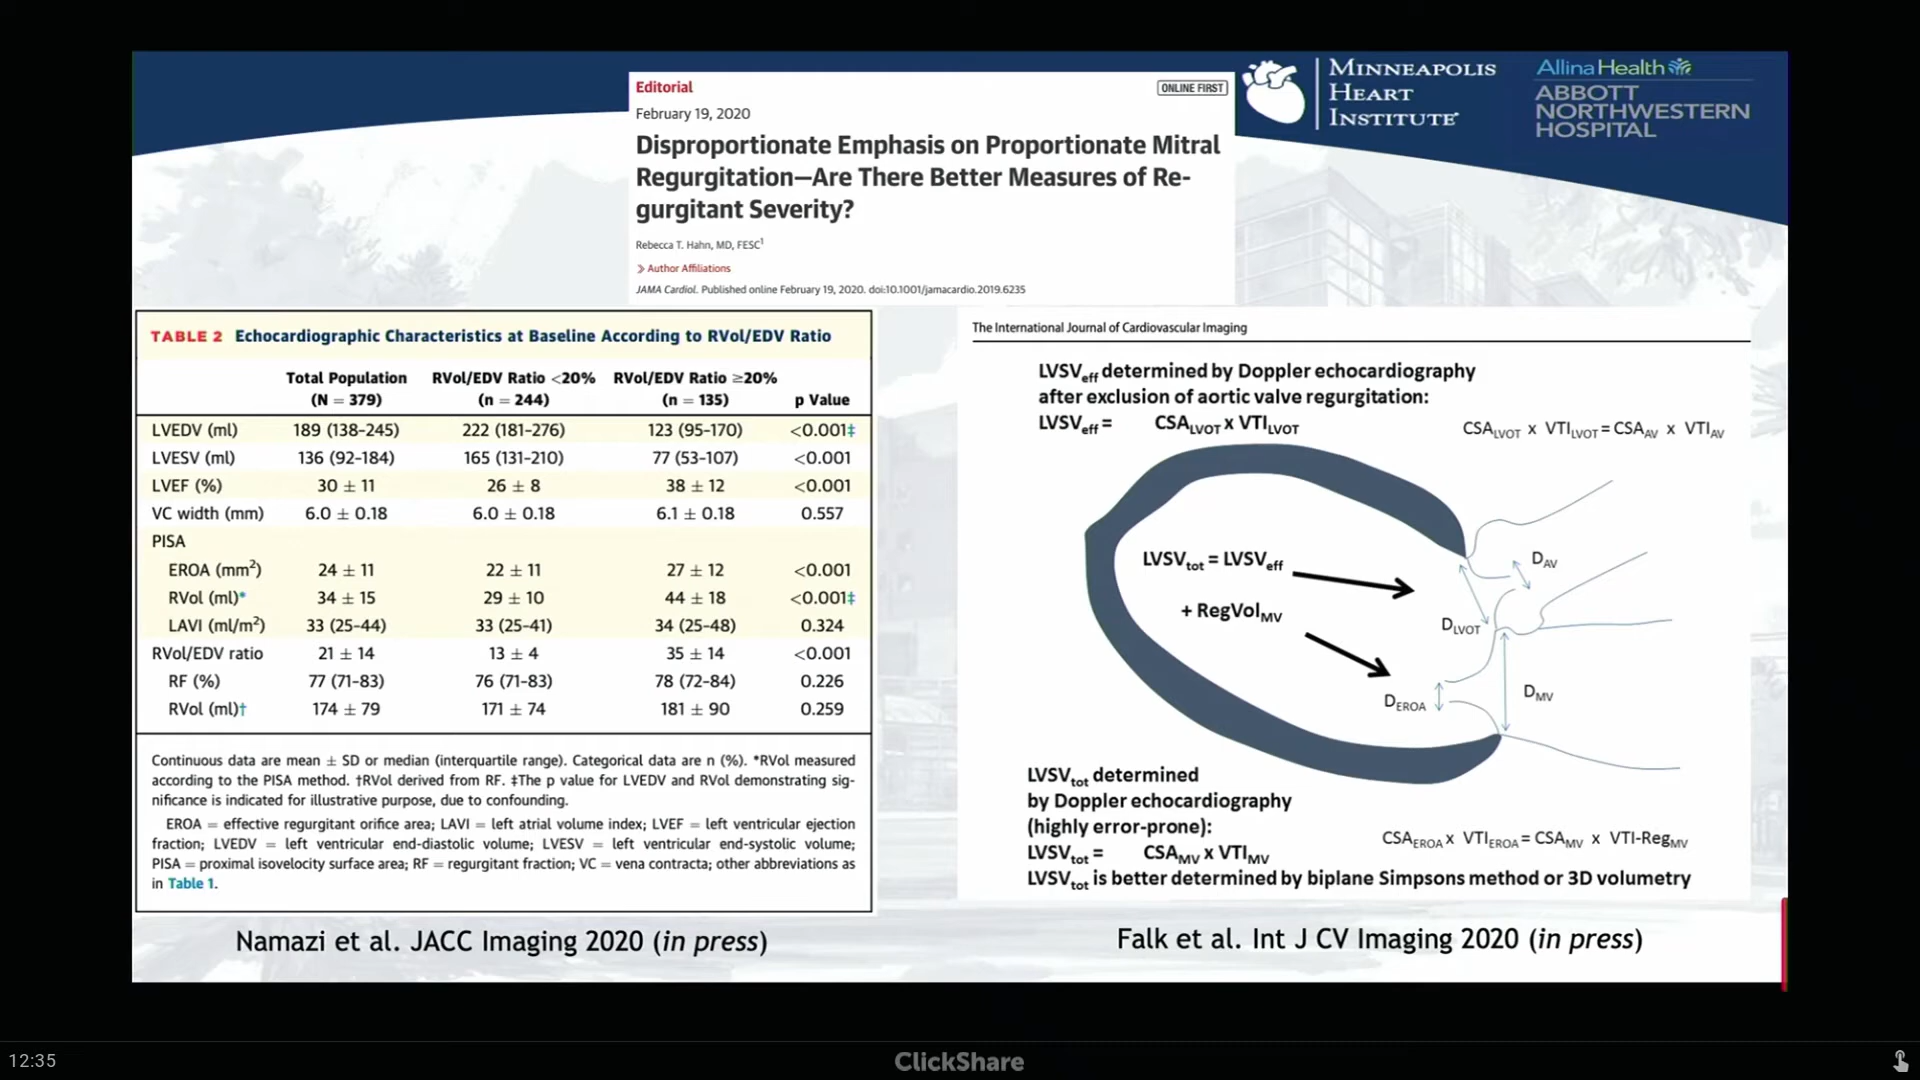 Editorial
ONLINE FIRST
February 19, 2020
Disproportionate Emphasis on Proportionate Mitral
Regurgitation—Are There Better Measures of Re-
gurgitant Severity?
Rebecca T. Hahn, MD, FESC1
Author Affiliations
JAMA Cardiol. Published online February 19, 2020. doi:10.1001/jamacardio.2019.6235
MINNEAPOLIS
HEART
INSTITUTE
Allina Health
ABBOTT
NORTHWESTERN
HOSPITAL
TABLE 2 Echocardiographic Characteristics at Baseline According to RVol/EDV Ratio
Total Population RVol/EDV Ratio <20% RVol/EDV Ratio ≥20%
(N = 379) (n = 244) (n = 135) p Value
LVEDV (ml) 189 (138–245) 222 (181–276) 123 (95–170) <0.001‡
LVESV (ml) 136 (92–184) 165 (131–210) 77 (53–107) <0.001
LVEF (%) 30 ± 11 26 ± 8 38 ± 12 <0.001
VC width (mm) 6.0 ± 0.18 6.0 ± 0.18 6.1 ± 0.18 0.557
PISA
EROA (mm2) 24 ± 11 22 ± 11 27 ± 12 <0.001
RVol (ml)* 34 ± 15 29 ± 10 44 ± 18 <0.001‡
LAVI (ml/m2) 33 (25–44) 33 (25–41) 34 (25–48) 0.324
RVol/EDV ratio 21 ± 14 13 ± 4 35 ± 14 <0.001
RF (%) 77 (71–83) 76 (71–83) 78 (72–84) 0.226
RVol (ml)† 174 ± 79 171 ± 74 181 ± 90 0.259
Continuous data are mean ± SD or median (interquartile range). Categorical data are n (%). *RVol measured
according to the PISA method. †RVol derived from RF. ‡The p value for LVEDV and RVol demonstrating sig-
nificance is indicated for illustrative purpose, due to confounding.
EROA = effective regurgitant orifice area; LAVI = left atrial volume index; LVEF = left ventricular ejection
fraction; LVEDV = left ventricular end-diastolic volume; LVESV = left ventricular end-systolic volume;
PISA = proximal isovelocity surface area; RF = regurgitant fraction; VC = vena contracta; other abbreviations as
in Table 1.
Namazi et al. JACC Imaging 2020 (in press)
The International Journal of Cardiovascular Imaging
LVSVeff determined by Doppler echocardiography
after exclusion of aortic valve regurgitation:
LVSVeff = CSALVOT x VTILVOT
CSALVOT x VTILVOT = CSAAV x VTIAV
LVSVtot = LVSVeff
+ RegVolMV
DAV
DLVOT
DMV
DEROA
LVSVtot determined
by Doppler echocardiography
(highly error-prone):
LVSVtot = CSAMV x VTIMV
CSAEROA x VTIEROA = CSAMV x VTI-RegMV
LVSVtot is better determined by biplane Simpsons method or 3D volumetry
Falk et al. Int J CV Imaging 2020 (in press)
12:35
ClickShare